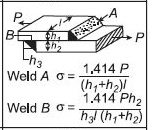 P
l
A
B
h₁
h₂
P
h₃
Weld A σ = 1.414 P / (h₁+h₂)l
Weld B σ = 1.414 Ph₂ / h₃l (h₁+h₂)